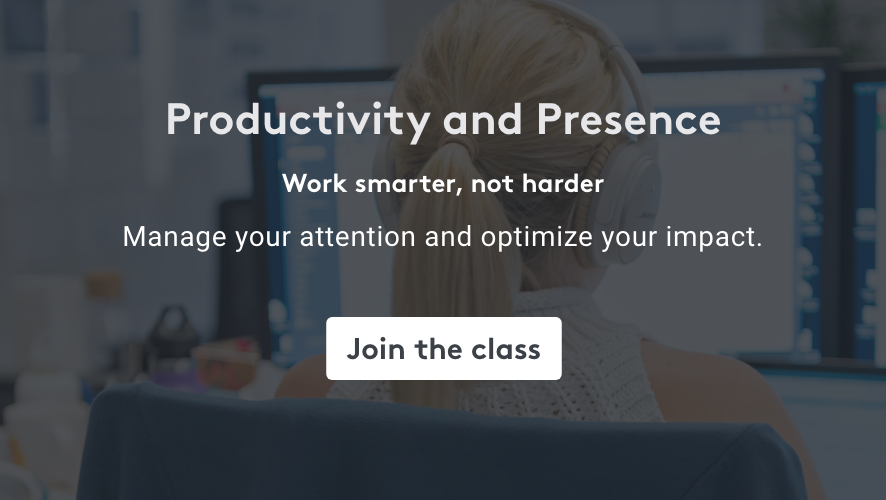 Productivity and Presence
Work smarter, not harder
Manage your attention and optimize your impact.
Join the class